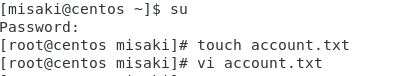 [misaki@centos ~]$ su
Password:
[root@centos misaki]# touch account.txt
[root@centos misaki]# vi account.txt